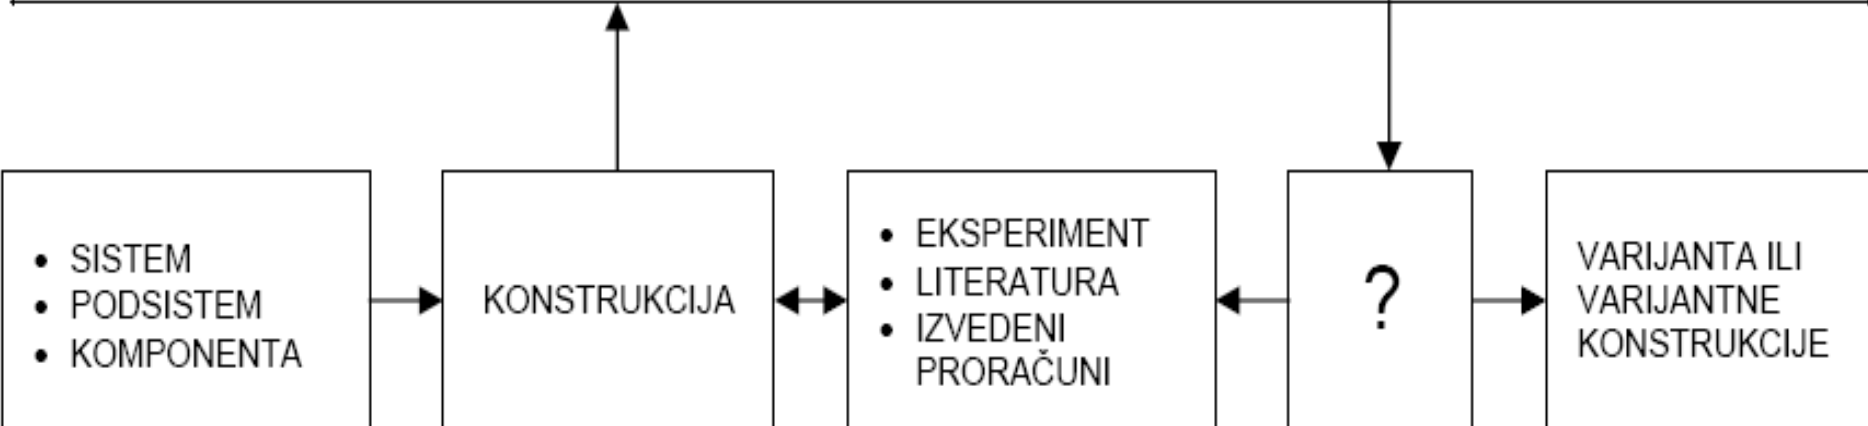 • SISTEM
• PODSISTEM
• KOMPONENTA
KONSTRUKCIJA
• EKSPERIMENT
• LITERATURA
• IZVEDENI
PRORAČUNI
?
VARIJANTA ILI
VARIJANTNE
KONSTRUKCIJE